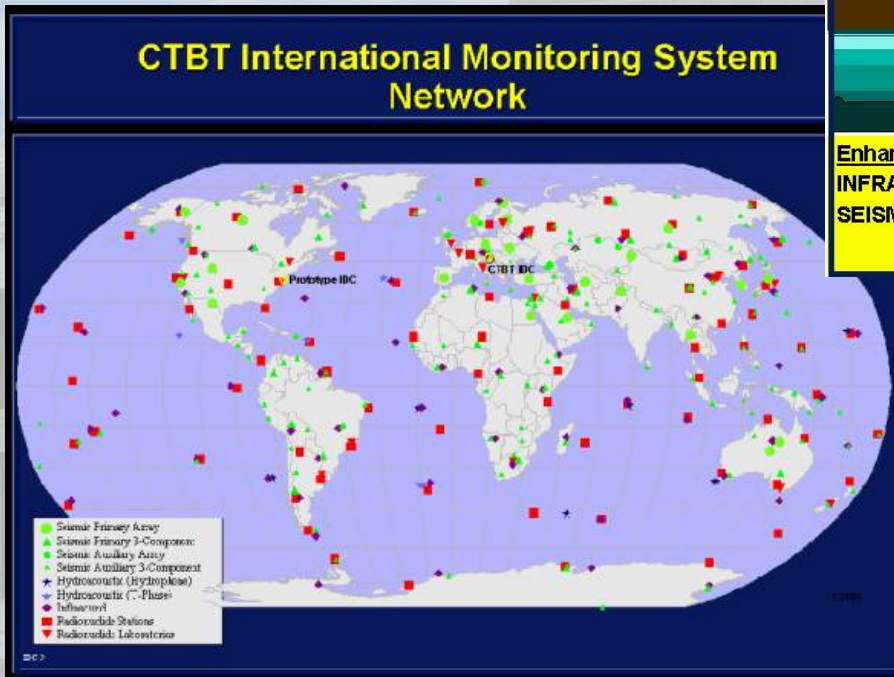 CTBT International Monitoring System
Network
Enhan
INFRA
SEISM
Prototype IDC
CTBT IDC
Seismic Primary Array
Seismic Primary 3-Component
Seismic Auxiliary Array
Seismic Auxiliary 3-Component
Hydroacoustic (Hydrophone)
Hydroacoustic (T-Phase)
Infrasound
Radionuclide Stations
Radionuclide Laboratories